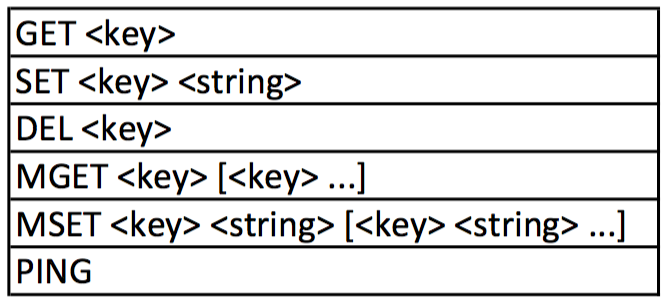 GET <key>
SET <key> <string>
DEL <key>
MGET <key> [<key> ...]
MSET <key> <string> [<key> <string> ...]
PING